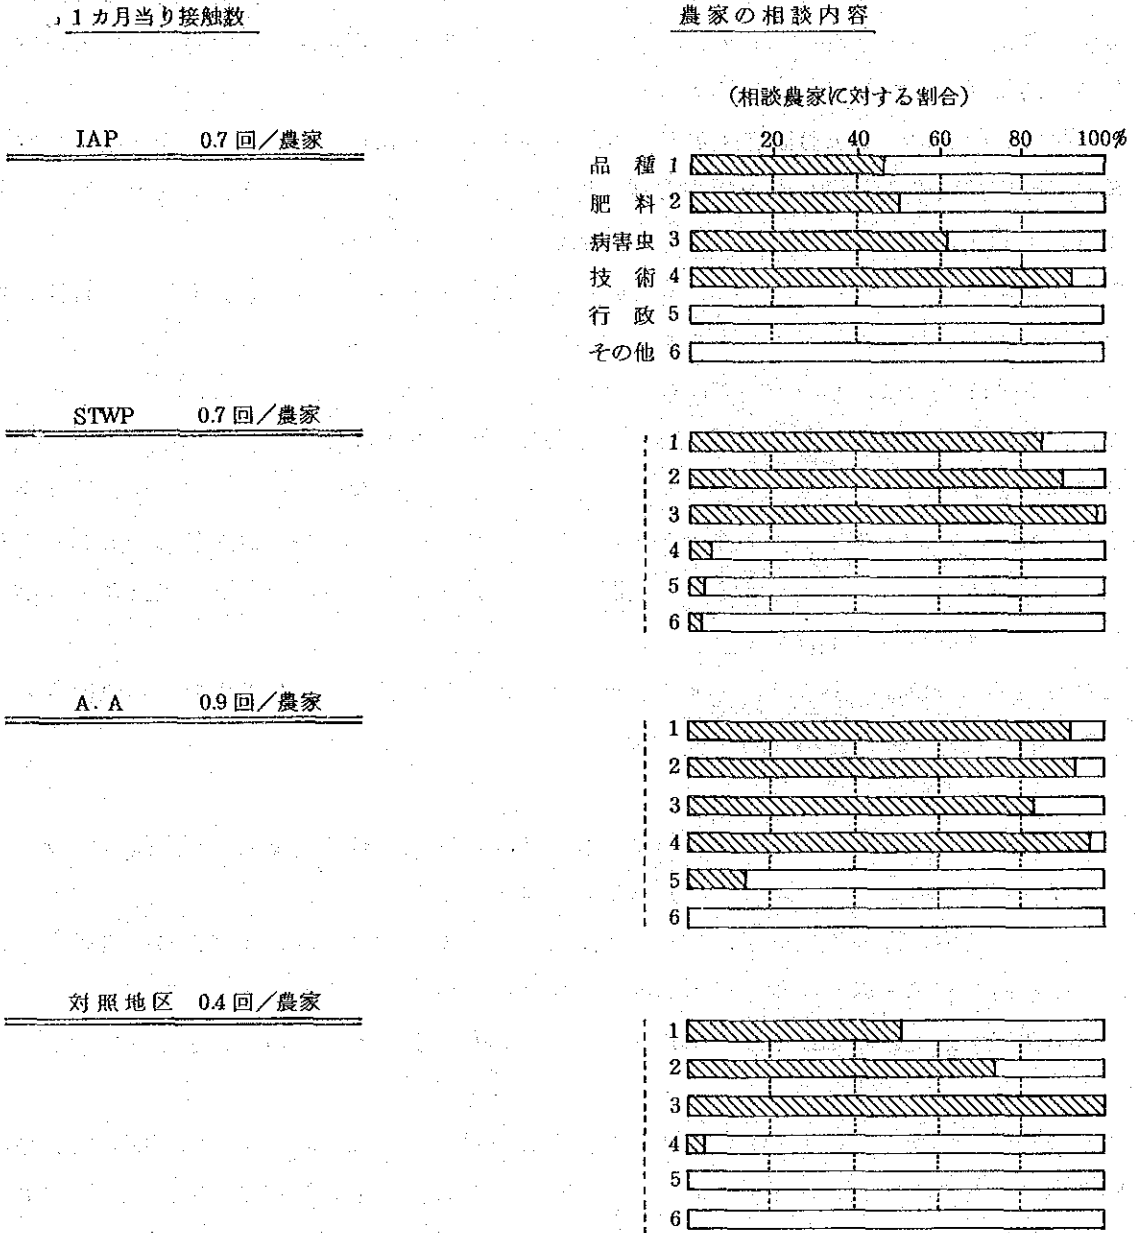 1カ月当り接触数
農家の相談内容
(相談農家に対する割合)
IAP 0.7回/農家
20 40 60 80 100%
品種 1
肥料 2
病害虫 3
技術 4
行政 5
その他 6
STWP 0.7回/農家
1
2
3
4
5
6
A.A 0.9回/農家
1
2
3
4
5
6
対照地区 0.4回/農家
1
2
3
4
5
6